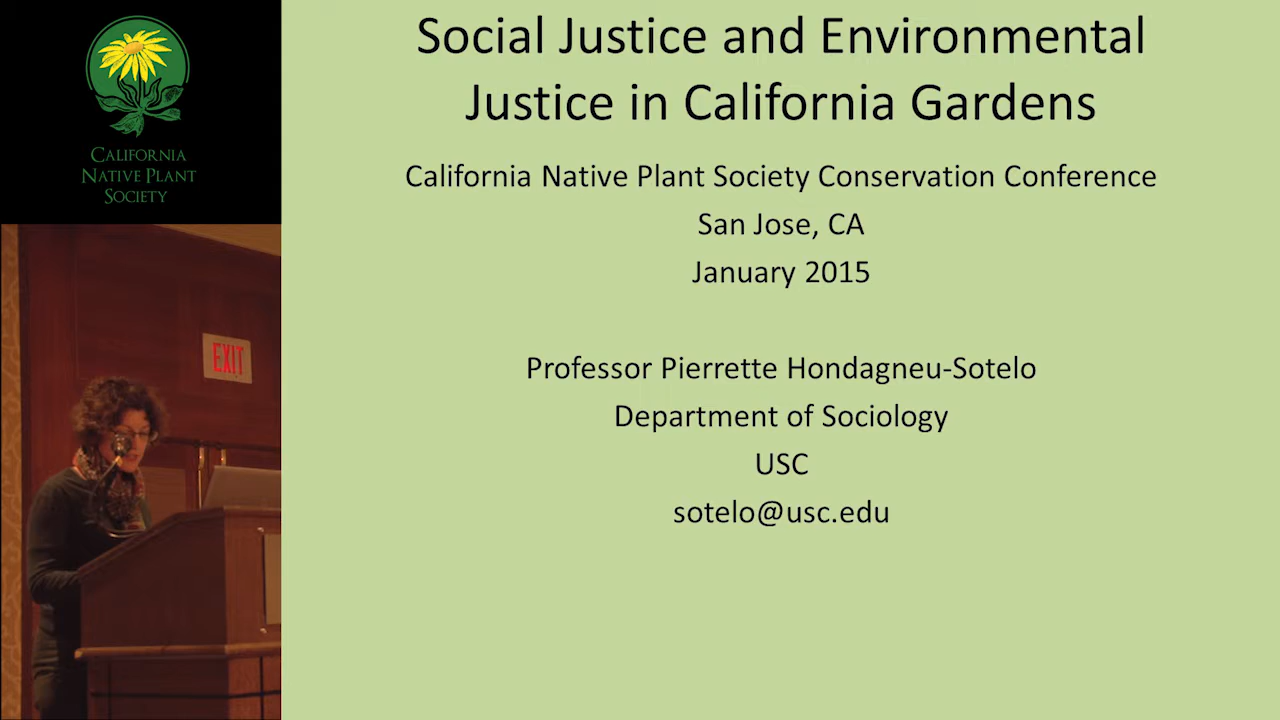 CALIFORNIA
NATIVE PLANT
SOCIETY
EXIT
Social Justice and Environmental
Justice in California Gardens
California Native Plant Society Conservation Conference
San Jose, CA
January 2015
Professor Pierrette Hondagneu-Sotelo
Department of Sociology
USC
sotelo@usc.edu